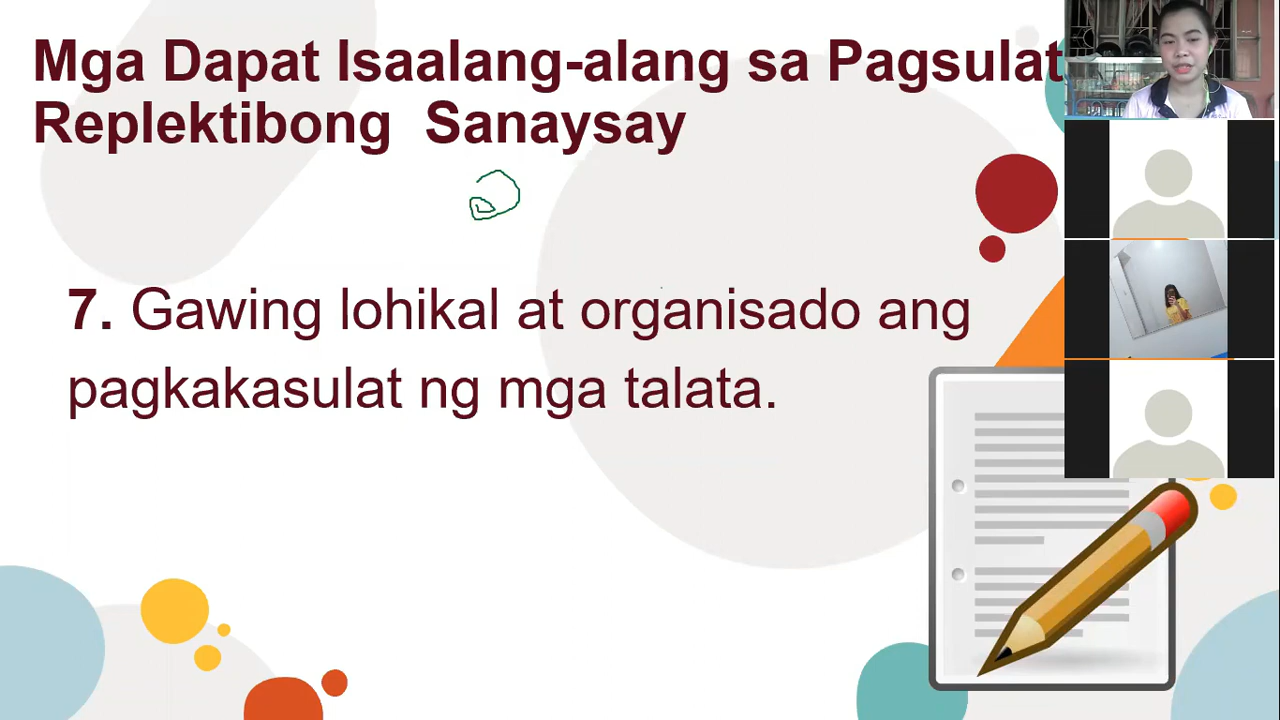 Mga Dapat Isaalang-alang sa Pagsulat
Replektibong Sanaysay
7. Gawing lohikal at organisado ang
pagkakasulat ng mga talata.